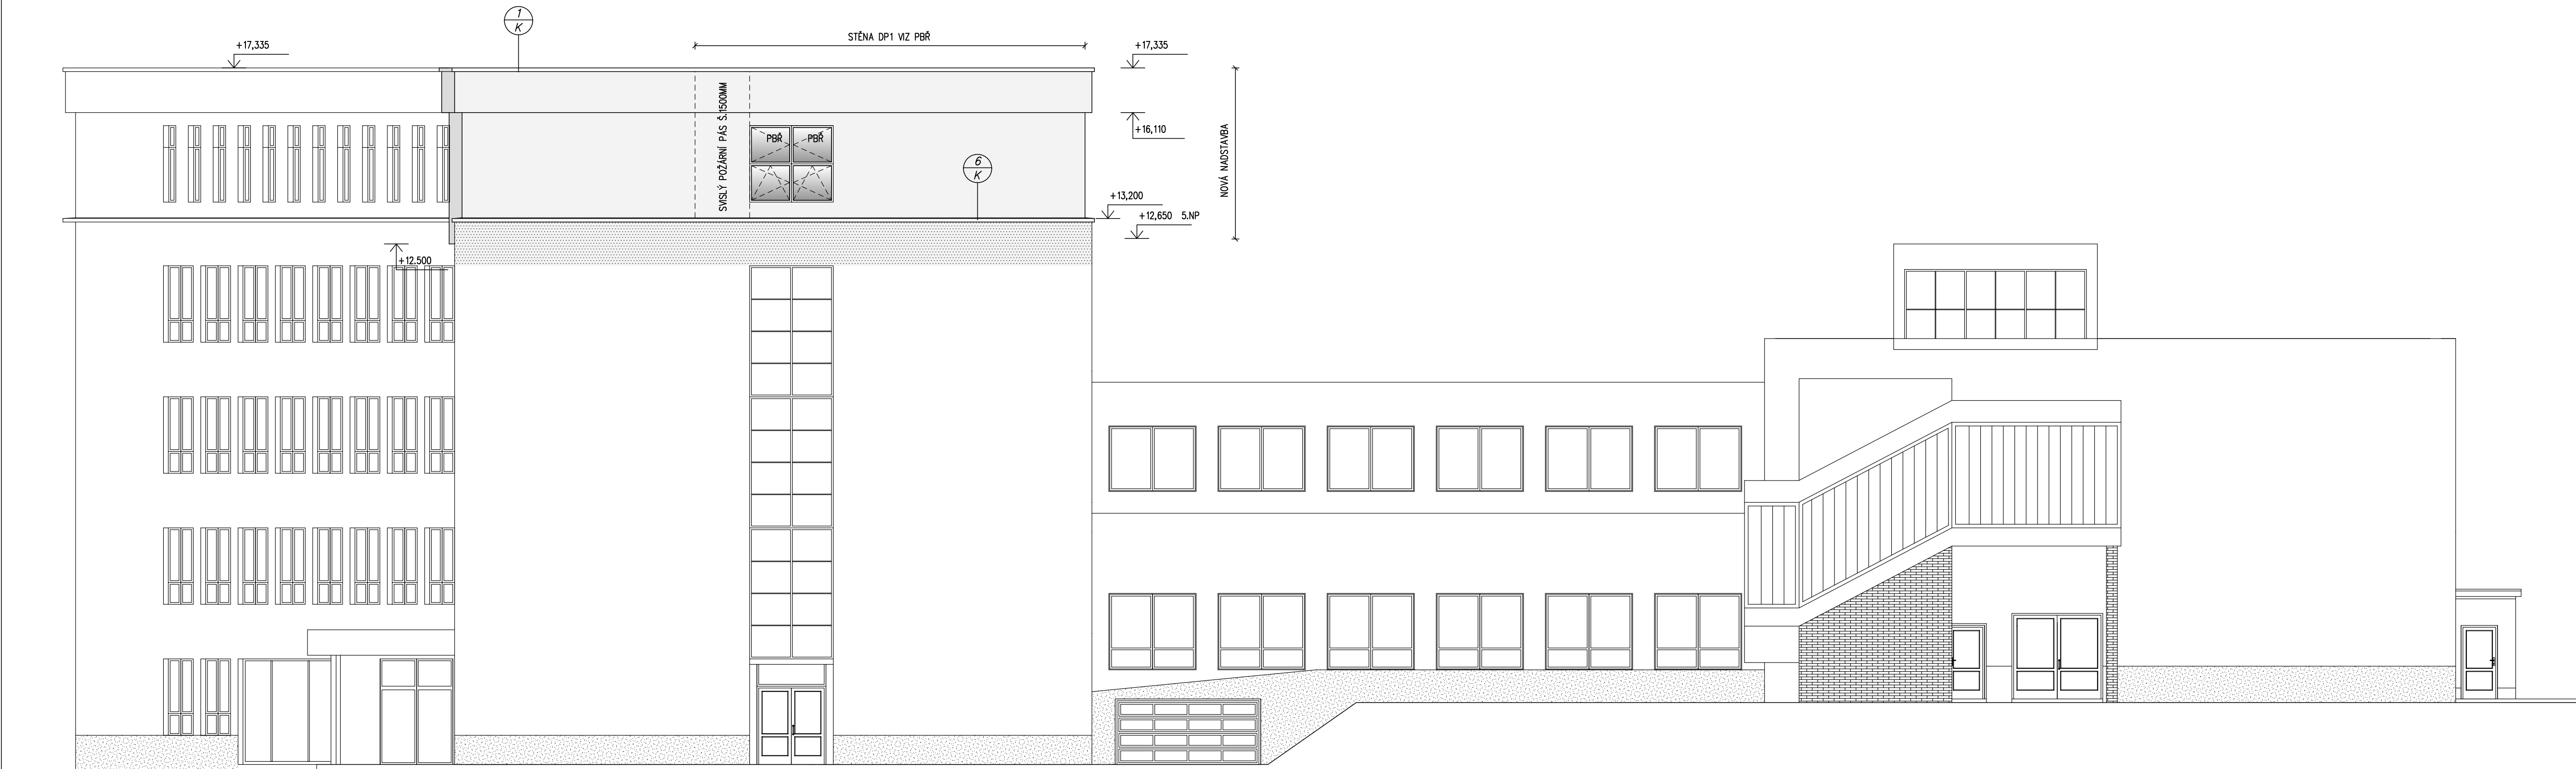 1
K
STĚNA DP1 VIZ PBŘ
+17,335
+17,335
SVISLÝ POŽÁRNÍ PÁS Š.1500MM
PBŘ PBŘ
+16,110
NOVÁ NADSTAVBA
6
K
+13,200
+12,650 5.NP
+12.500